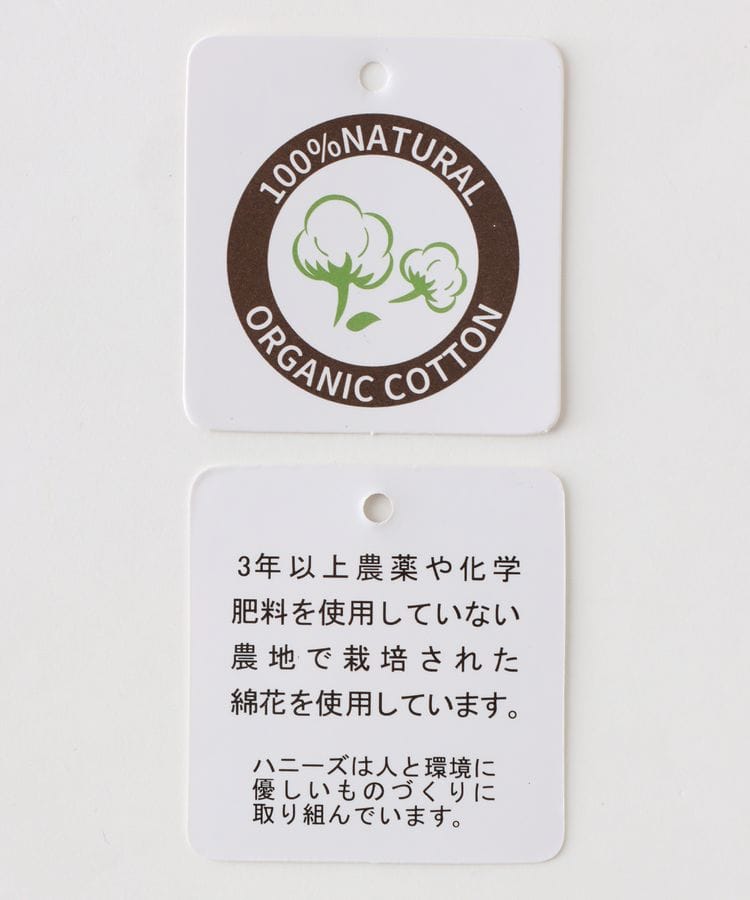 100%NATURAL
ORGANIC COTTON
3年以上農薬や化学
肥料を使用していない
農地で栽培された
綿花を使用しています。
ハニーズは人と環境に
優しいものづくりに
取り組んでいます。